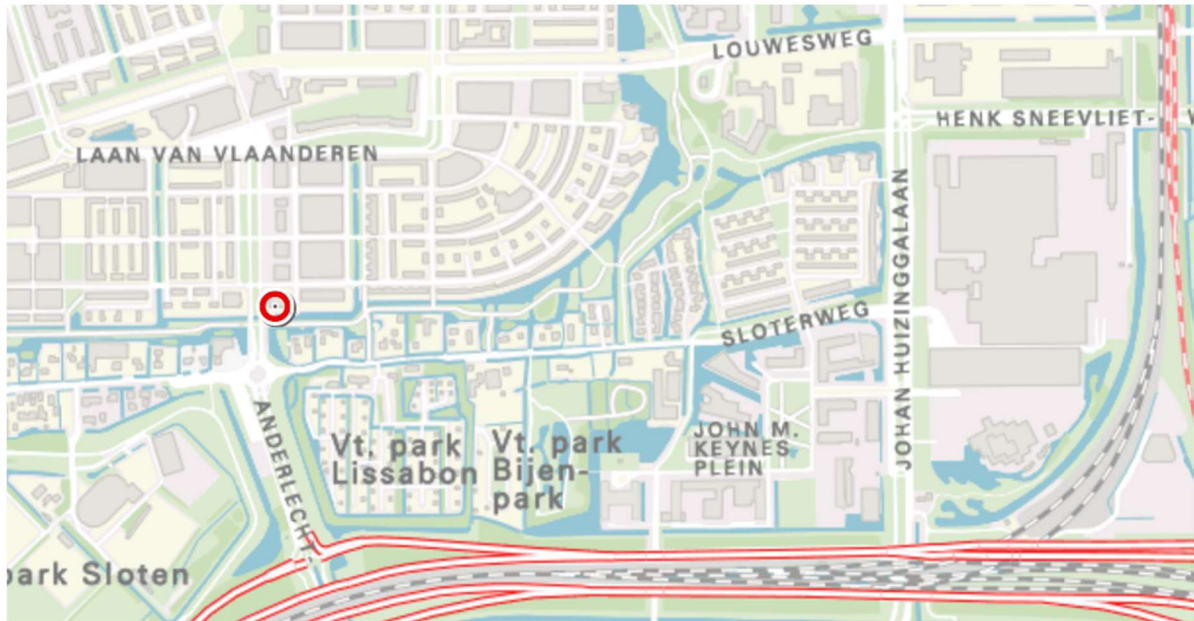 LOUWESWEG
HENK SNEEVLIET-
LAAN VAN VLAANDEREN
JOHAN HUIZINGGALAAN
SLOTERWEG
ANDERLECHT-
Vt. park
Lissabon
Vt. park
Bijen-
park
JOHN M.
KEYNES
PLEIN
park Sloten